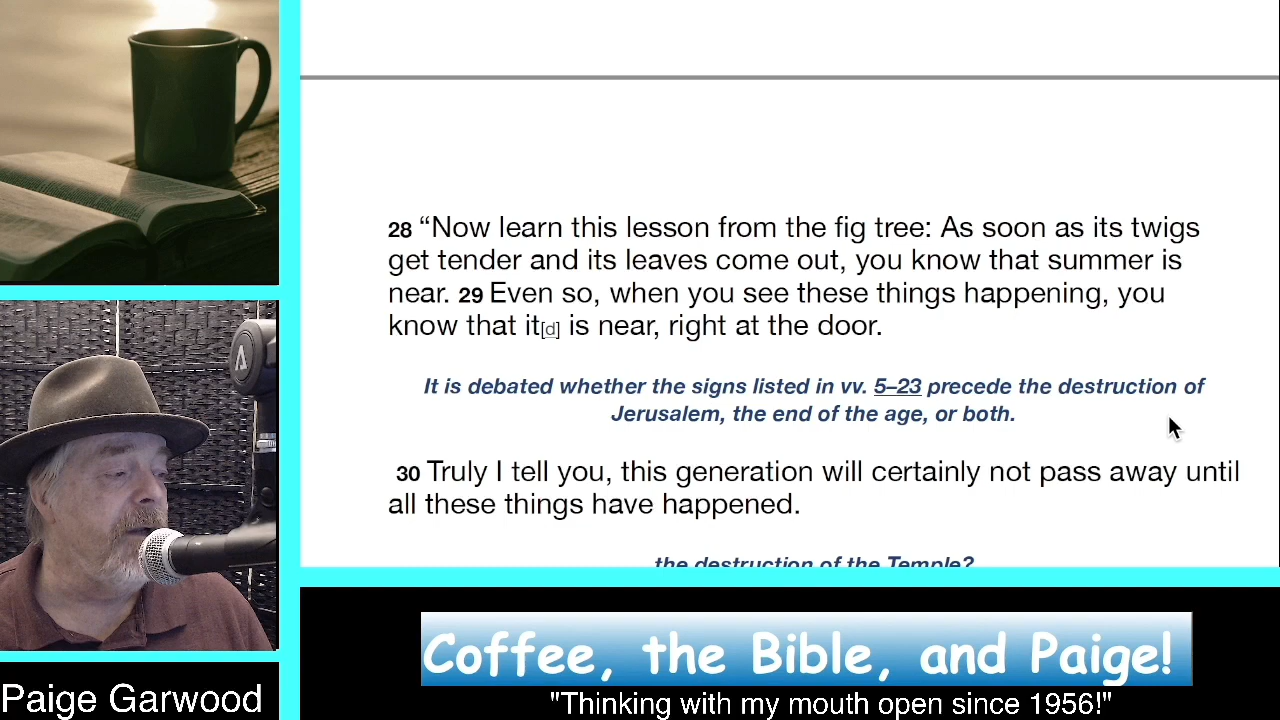 28 “Now learn this lesson from the fig tree: As soon as its twigs
get tender and its leaves come out, you know that summer is
near. 29 Even so, when you see these things happening, you
know that it[d] is near, right at the door.
It is debated whether the signs listed in vv. 5–23 precede the destruction of
Jerusalem, the end of the age, or both.
30 Truly I tell you, this generation will certainly not pass away until
all these things have happened.
the destruction of the Temple?
Coffee, the Bible, and Paige!
Paige Garwood
"Thinking with my mouth open since 1956!"